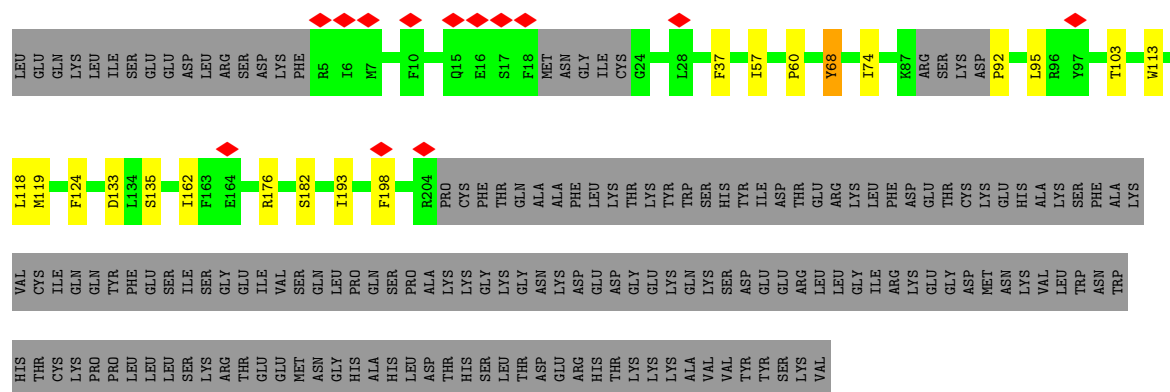 LEU GLU GLN LYS LEU ILE SER GLU GLU ASP LEU ARG SER ASP LYS PHE R5 I6 M7 F10 Q15 E16 S17 F18 MET ASN GLY ILE CYS G24 L28 F37 I57 P60 Y68 I74 K87 ARG SER LYS ASP P92 L95 R96 Y97 T103 W113
L118 M119 F124 D133 L134 S135 I162 F163 E164 R176 S182 I193 F198 R204 PRO CYS PHE THR GLN ALA ALA PHE LEU LYS THR LYS TYR TRP SER HIS TYR ILE ASP THR GLU ARG LYS LEU PHE ASP GLU THR CYS LYS GLU HIS ALA LYS SER PHE ALA LYS
VAL CYS ILE GLN GLN TYR PHE GLU SER ILE SER GLY GLU ILE VAL SER GLN LEU PRO GLN SER PRO ALA LYS LYS SER GLY LYS GLY ASN LYS ASP GLU ASP GLY GLU LYS GLN LYS SER ASP GLU GLU ARG LEU LEU GLY ILE ARG LYS GLU GLY ASP MET ASN LYS VAL LEU TRP ASN TRP
HIS THR CYS LYS PRO PRO LEU LEU LEU SER LYS ARG THR GLU GLU MET ASN GLY HIS ALA HIS LEU ASP THR HIS SER LEU THR ASP GLU ARG HIS THR LYS LYS LYS ALA VAL VAL TYR TYR SER LYS VAL